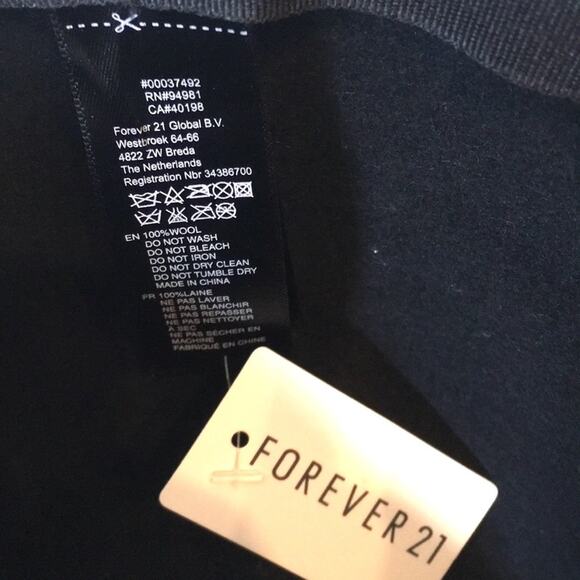 #00037492
RN#94981
CA#40198
Forever 21 Global B.V.
Westbroek 64-66
4822 ZW Breda
The Netherlands
Registration Nbr 34386700
EN 100%WOOL
DO NOT WASH
DO NOT BLEACH
DO NOT IRON
DO NOT DRY CLEAN
DO NOT TUMBLE DRY
MADE IN CHINA
FR 100%LAINE
NE PAS LAVER
NE PAS BLANCHIR
NE PAS REPASSER
NE PAS NETTOYER
A SEC
NE PAS SÉCHER EN
MACHINE
FABRIQUÉ EN CHINE
FOREVER 21